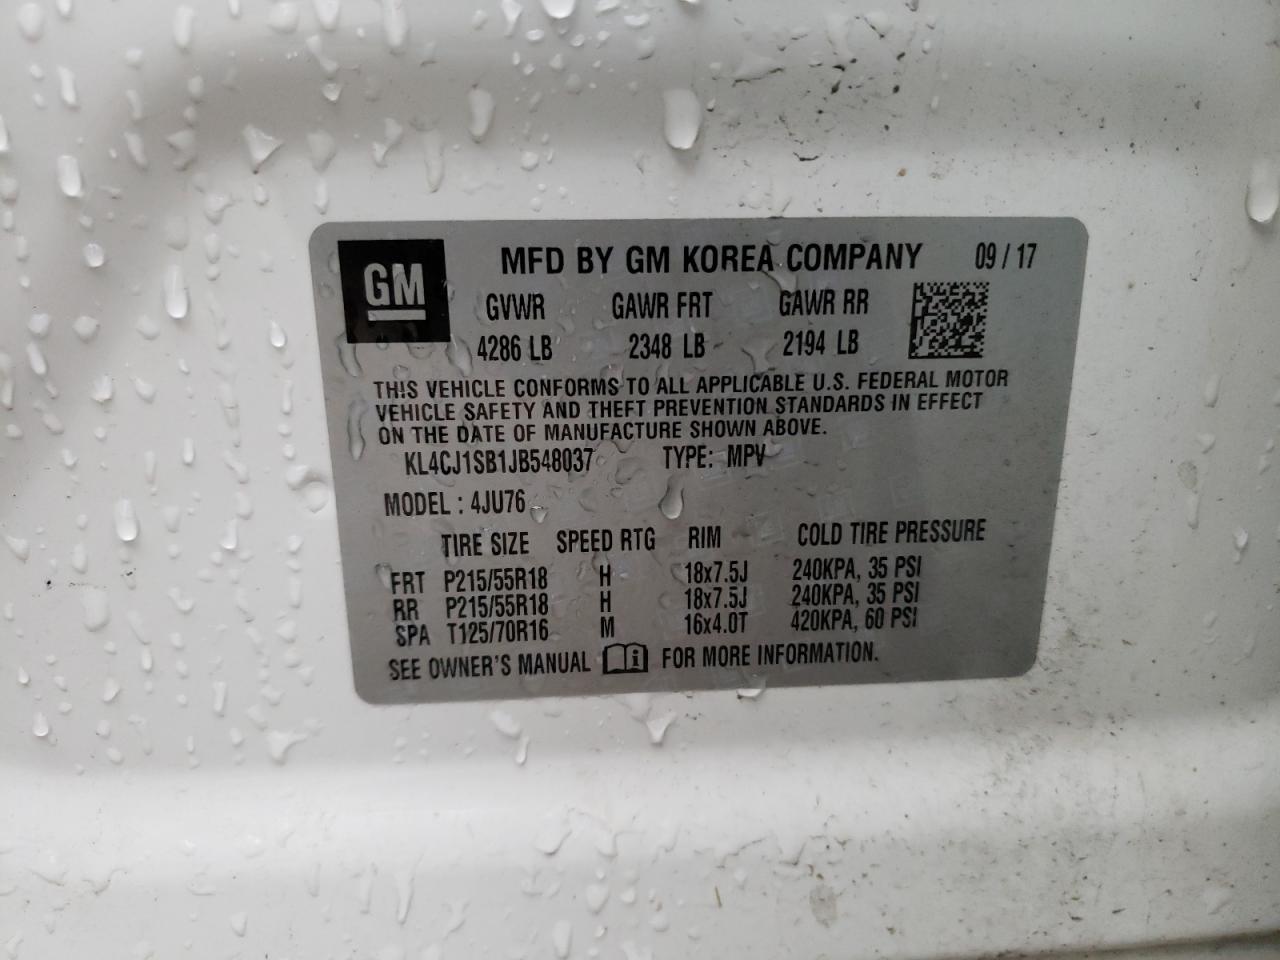 GM
MFD BY GM KOREA COMPANY 09 / 17
GVWR GAWR FRT GAWR RR
4286 LB 2348 LB 2194 LB
THIS VEHICLE CONFORMS TO ALL APPLICABLE U.S. FEDERAL MOTOR
VEHICLE SAFETY AND THEFT PREVENTION STANDARDS IN EFFECT
ON THE DATE OF MANUFACTURE SHOWN ABOVE.
KL4CJ1SB1JB548037 TYPE: MPV
MODEL : 4JU76
TIRE SIZE SPEED RTG RIM COLD TIRE PRESSURE
FRT P215/55R18 H 18x7.5J 240KPA, 35 PSI
RR P215/55R18 H 18x7.5J 240KPA, 35 PSI
SPA T125/70R16 M 16x4.0T 420KPA, 60 PSI
SEE OWNER'S MANUAL i FOR MORE INFORMATION.